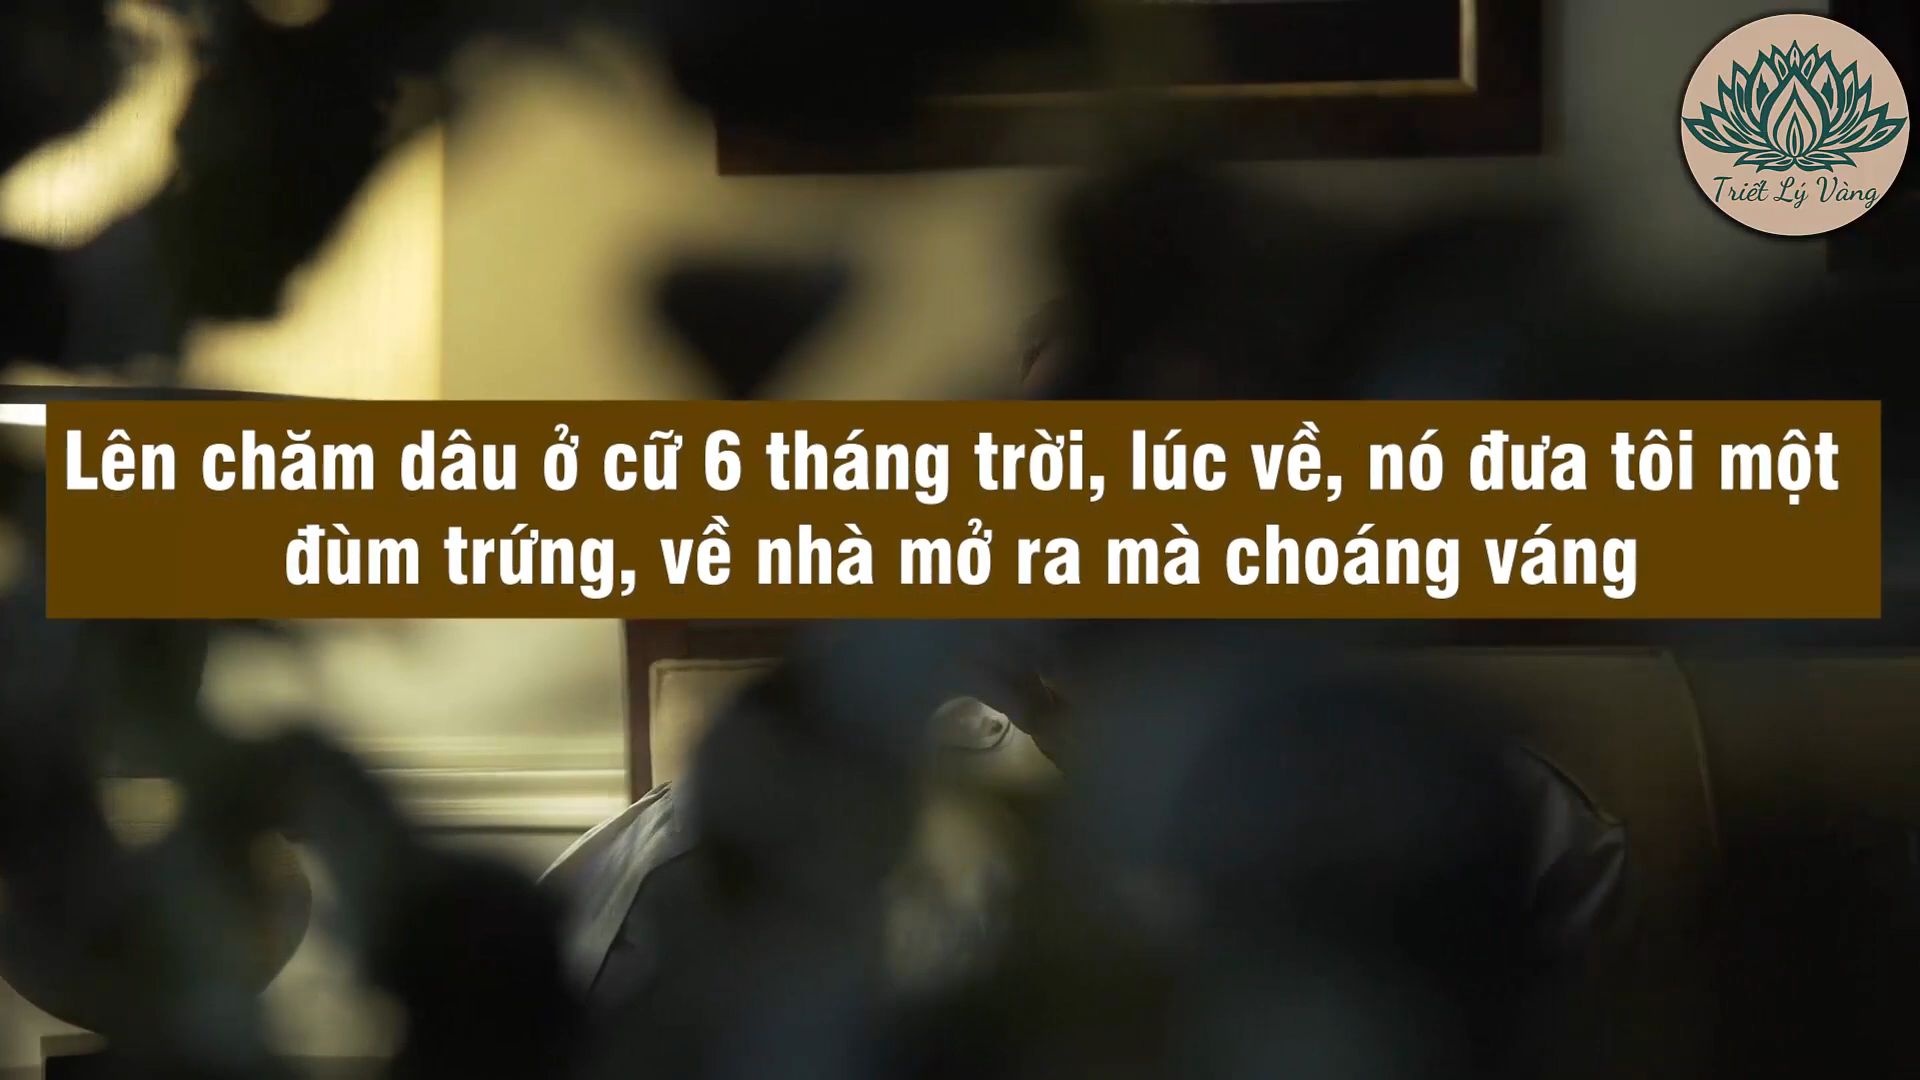 Triết Lý Vàng
Lên chăm dâu ở cữ 6 tháng trời, lúc về, nó đưa tôi một
đùm trứng, về nhà mở ra mà choáng váng